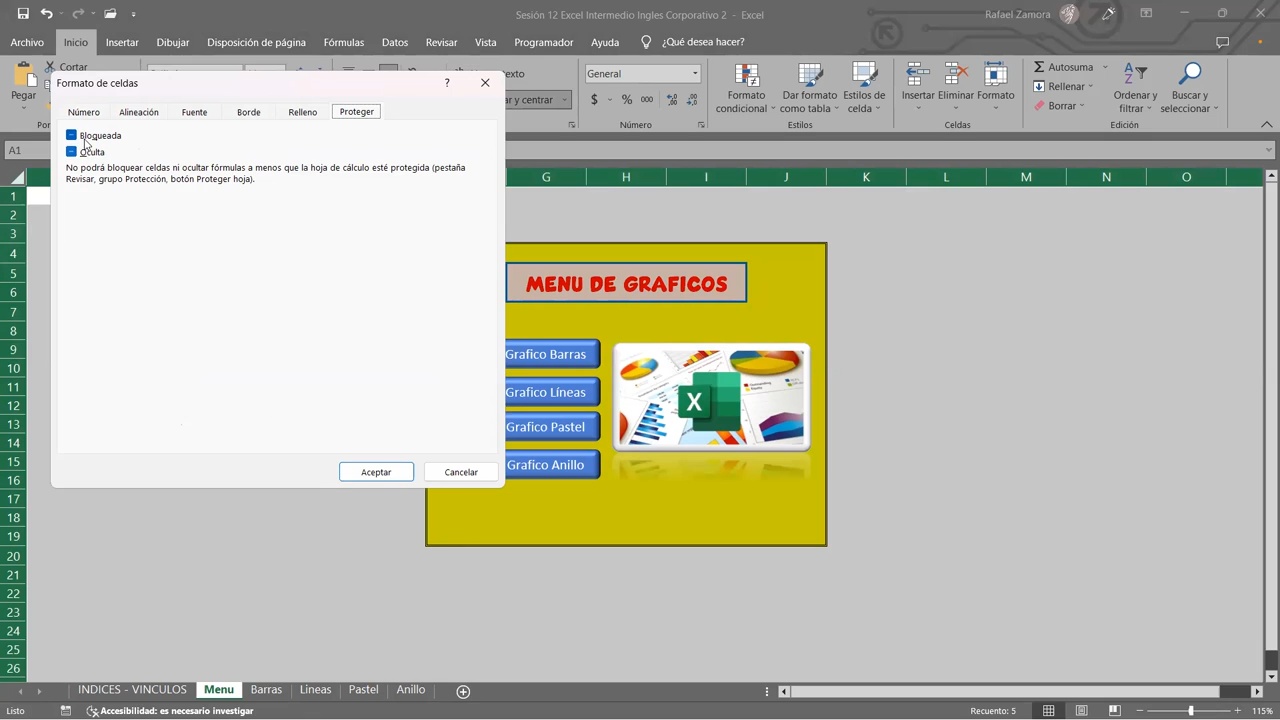 Sesión 12 Excel Intermedio Ingles Corporativo 2 - Excel
Rafael Zamora
Archivo Inicio Insertar Dibujar Disposición de página Fórmulas Datos Revisar Vista Programador Ayuda ¿Qué desea hacer?
Pegar
General
$ % 000
Número
Formato condicional
Dar formato como tabla
Estilos de celda
Estilos
Insertar Eliminar Formato
Celdas
Autosuma
Rellenar
Borrar
Ordenar y filtrar
Buscar y seleccionar
Edición
A1
Formato de celdas
?
Número Alineación Fuente Borde Relleno Proteger
Bloqueada
Oculta
No podrá bloquear celdas ni ocultar fórmulas a menos que la hoja de cálculo esté protegida (pestaña
Revisar, grupo Protección, botón Proteger hoja).
Aceptar Cancelar
G H I J K L M N O
1
2
3
4
5
6
7
8
9
10
11
12
13
14
15
16
17
18
19
20
21
22
23
24
25
26
MENU DE GRAFICOS
Grafico Barras
Grafico Líneas
Grafico Pastel
Grafico Anillo
X
INDICES - VINCULOS Menu Barras Lineas Pastel Anillo
Listo Accesibilidad: es necesario investigar Recuento: 5 115%